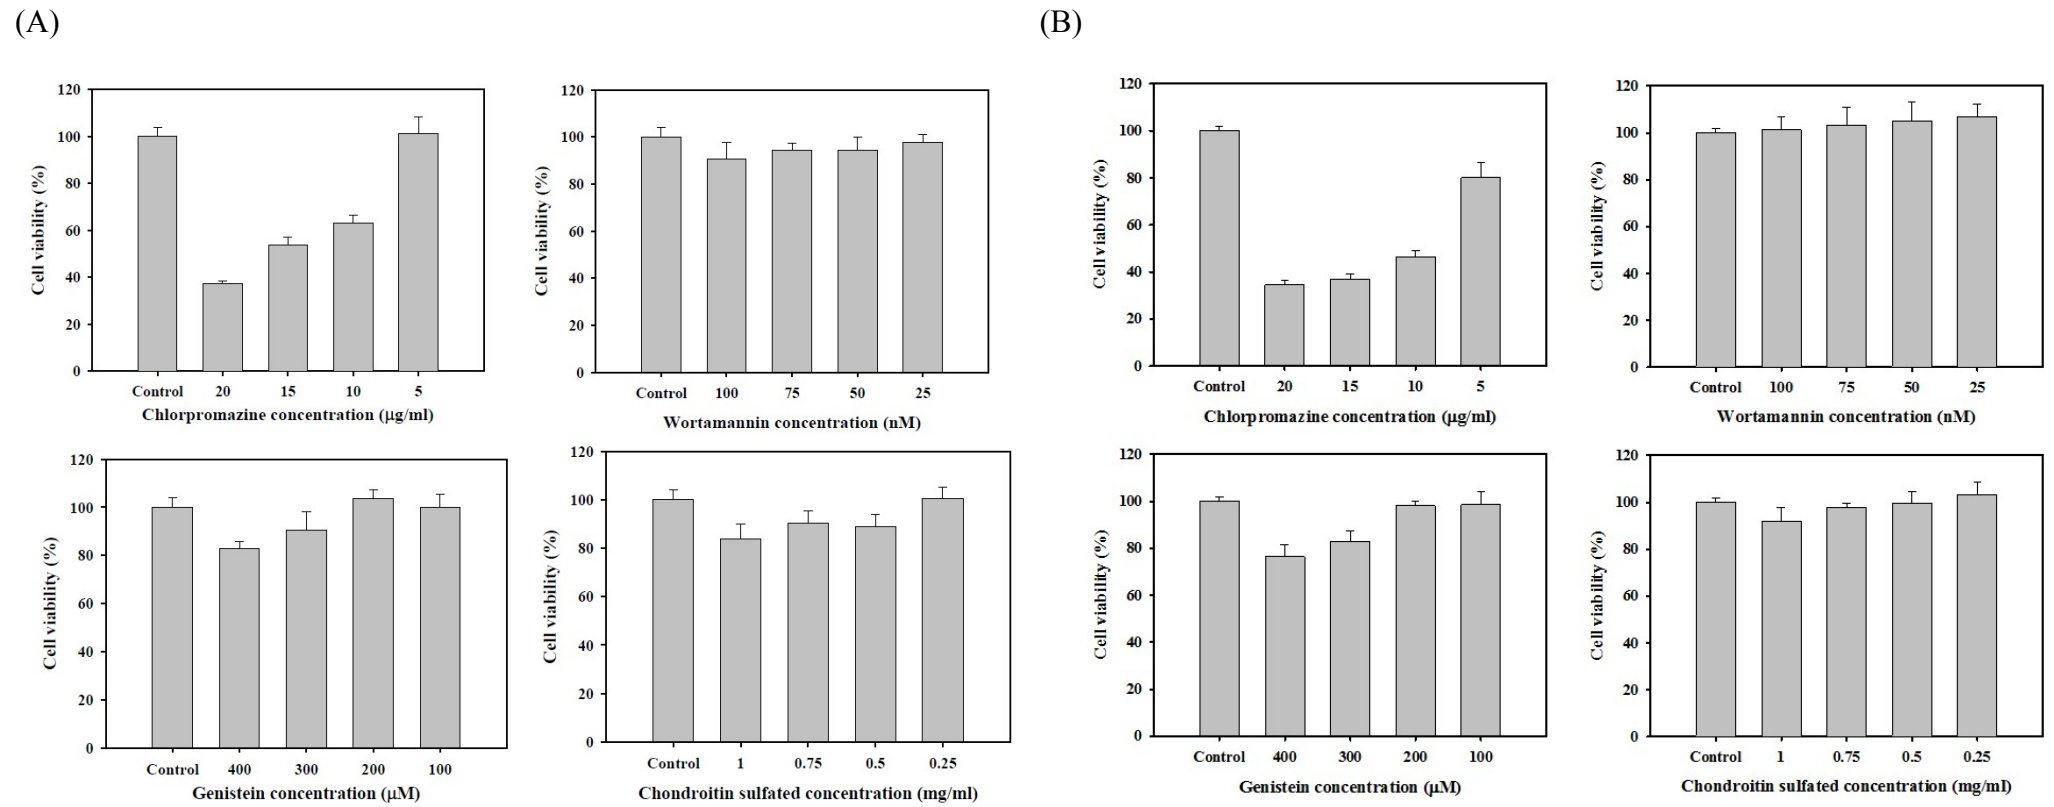 (A)
(B)
Cell viability (%)
120
100
80
60
40
20
0
Control 20 15 10 5
Chlorpromazine concentration (μg/ml)
Cell viability (%)
120
100
80
60
40
20
0
Control 100 75 50 25
Wortamannin concentration (nM)
Cell viability (%)
120
100
80
60
40
20
0
Control 20 15 10 5
Chlorpromazine concentration (μg/ml)
Cell viability (%)
120
100
80
60
40
20
0
Control 100 75 50 25
Wortamannin concentration (nM)
Cell viability (%)
120
100
80
60
40
20
0
Control 400 300 200 100
Genistein concentration (μM)
Cell viability (%)
120
100
80
60
40
20
0
Control 1 0.75 0.5 0.25
Chondroitin sulfated concentration (mg/ml)
Cell viability (%)
120
100
80
60
40
20
0
Control 400 300 200 100
Genistein concentration (μM)
Cell viability (%)
120
100
80
60
40
20
0
Control 1 0.75 0.5 0.25
Chondroitin sulfated concentration (mg/ml)